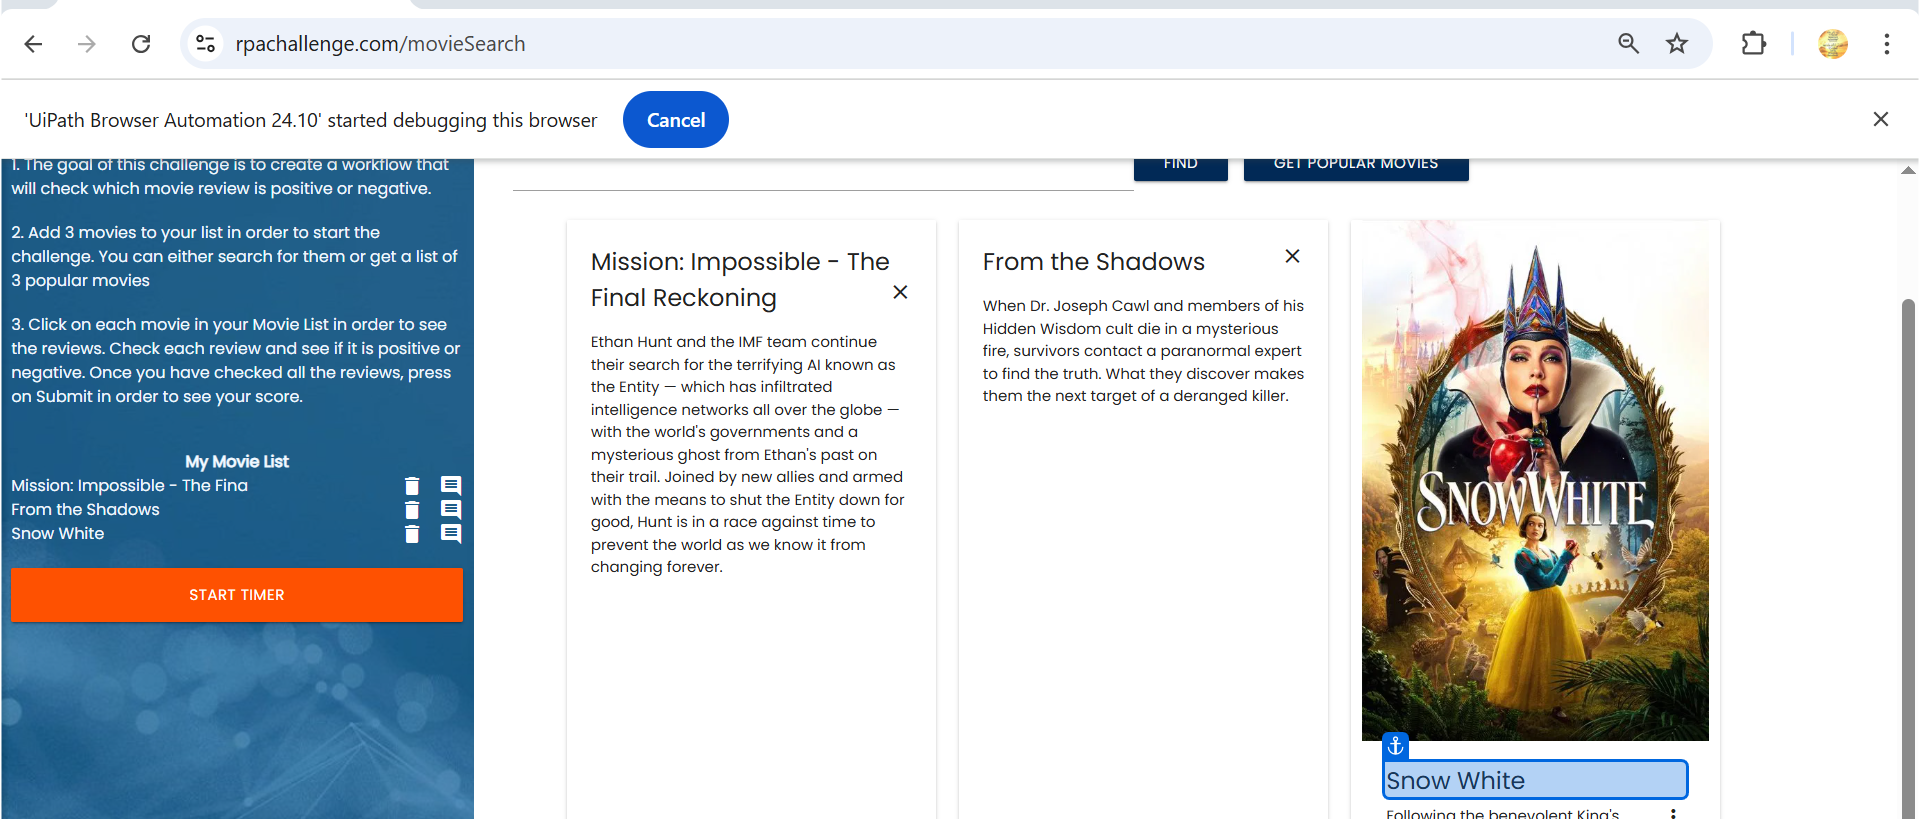 rpachallenge.com/movieSearch
'UiPath Browser Automation 24.10' started debugging this browser
Cancel
1. The goal of this challenge is to create a workflow that
will check which movie review is positive or negative.
2. Add 3 movies to your list in order to start the
challenge. You can either search for them or get a list of
3 popular movies
3. Click on each movie in your Movie List in order to see
the reviews. Check each review and see if it is positive or
negative. Once you have checked all the reviews, press
on Submit in order to see your score.
My Movie List
Mission: Impossible - The Fina
From the Shadows
Snow White
START TIMER
FIND
GET POPULAR MOVIES
Mission: Impossible - The
Final Reckoning
Ethan Hunt and the IMF team continue
their search for the terrifying AI known as
the Entity — which has infiltrated
intelligence networks all over the globe —
with the world's governments and a
mysterious ghost from Ethan's past on
their trail. Joined by new allies and armed
with the means to shut the Entity down for
good, Hunt is in a race against time to
prevent the world as we know it from
changing forever.
From the Shadows
When Dr. Joseph Cawl and members of his
Hidden Wisdom cult die in a mysterious
fire, survivors contact a paranormal expert
to find the truth. What they discover makes
them the next target of a deranged killer.
SNOW WHITE
Snow White
Following the benevolent King's